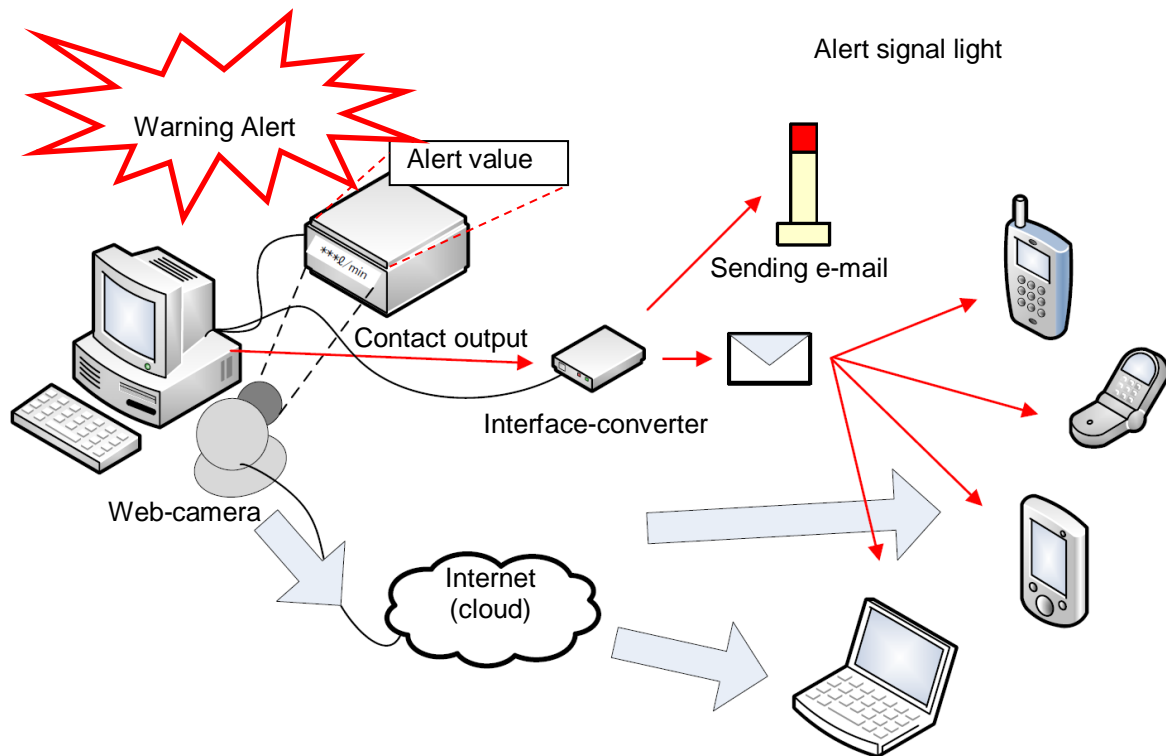 Alert signal light
Warning Alert
Alert value
***ℓ/min
Sending e-mail
Contact output
Interface-converter
Web-camera
Internet
(cloud)